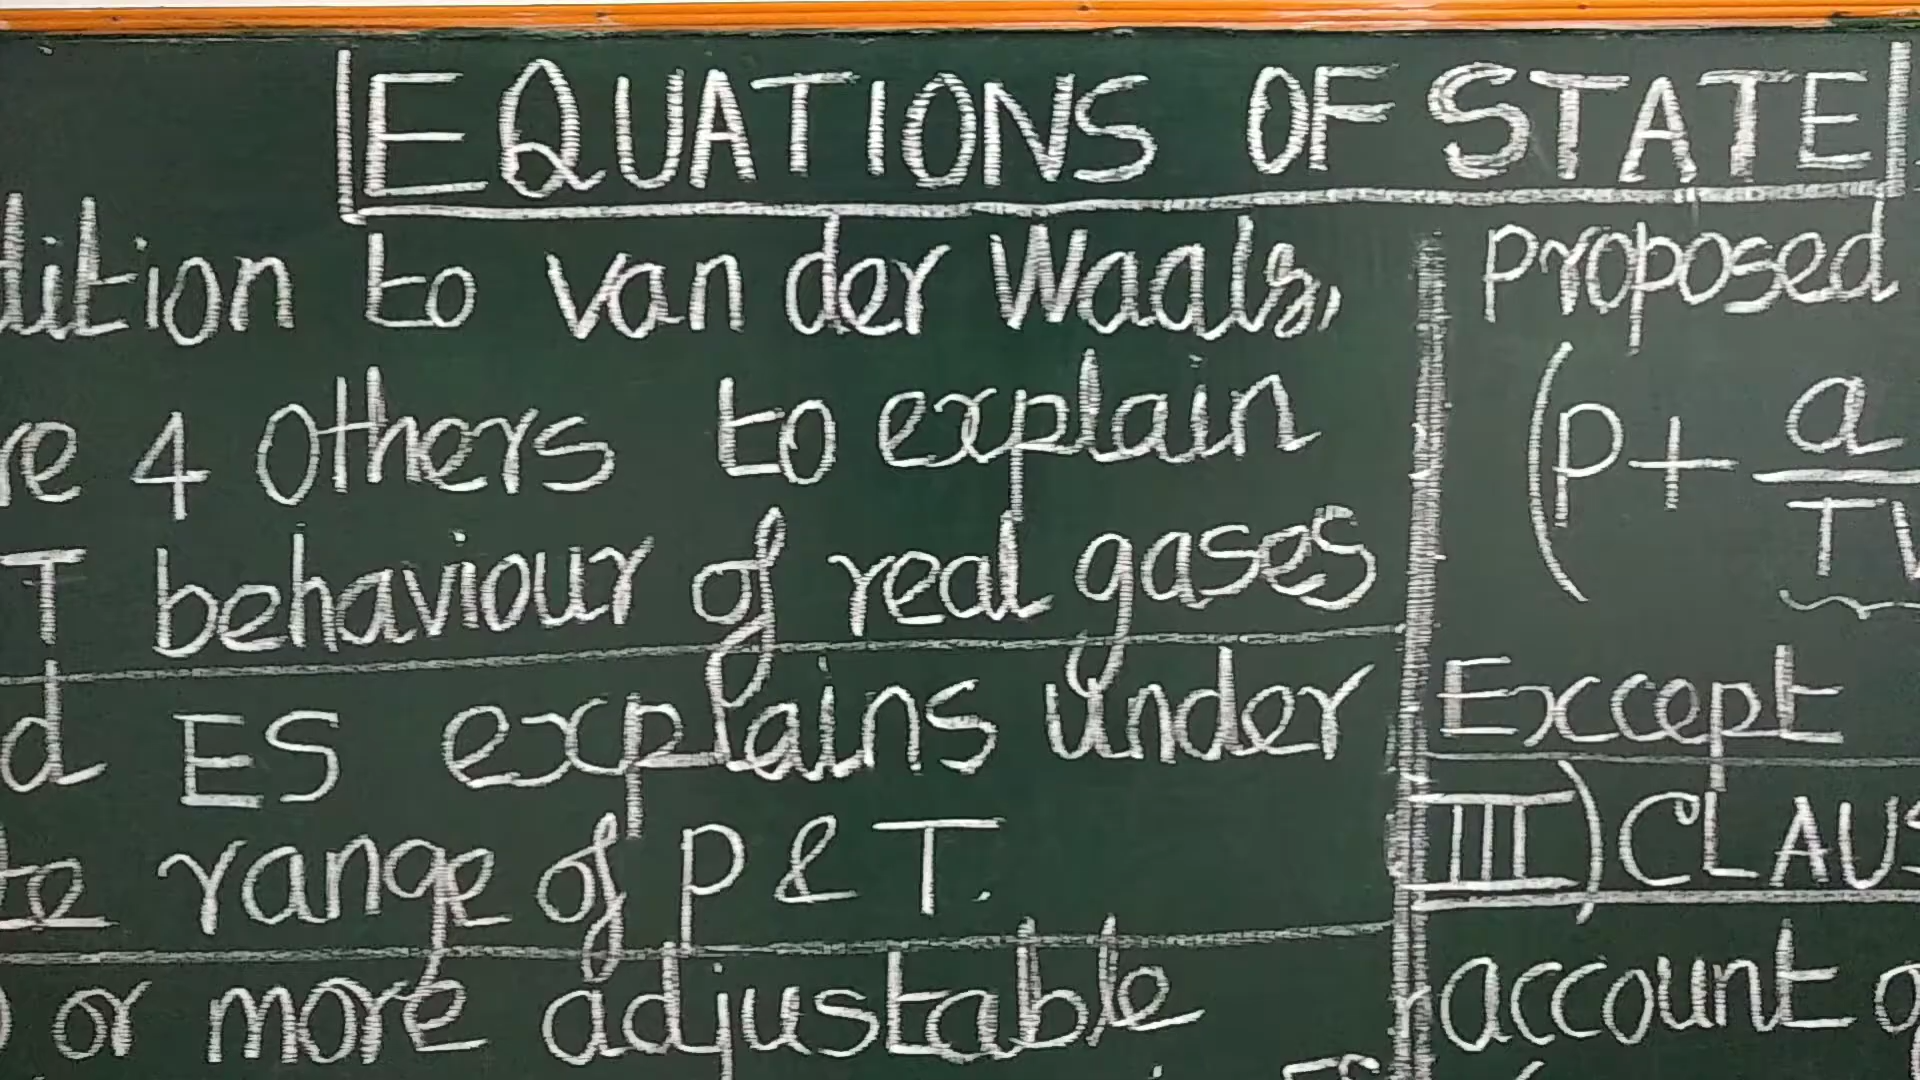 EQUATIONS OF STATE
dition to van der Waals,
re 4 others to explain
T behaviour of real gases
d ES explains under
te range of P & T.
or more adjustable
proposed
(P + a
TV
Except
III) CLAUS
account